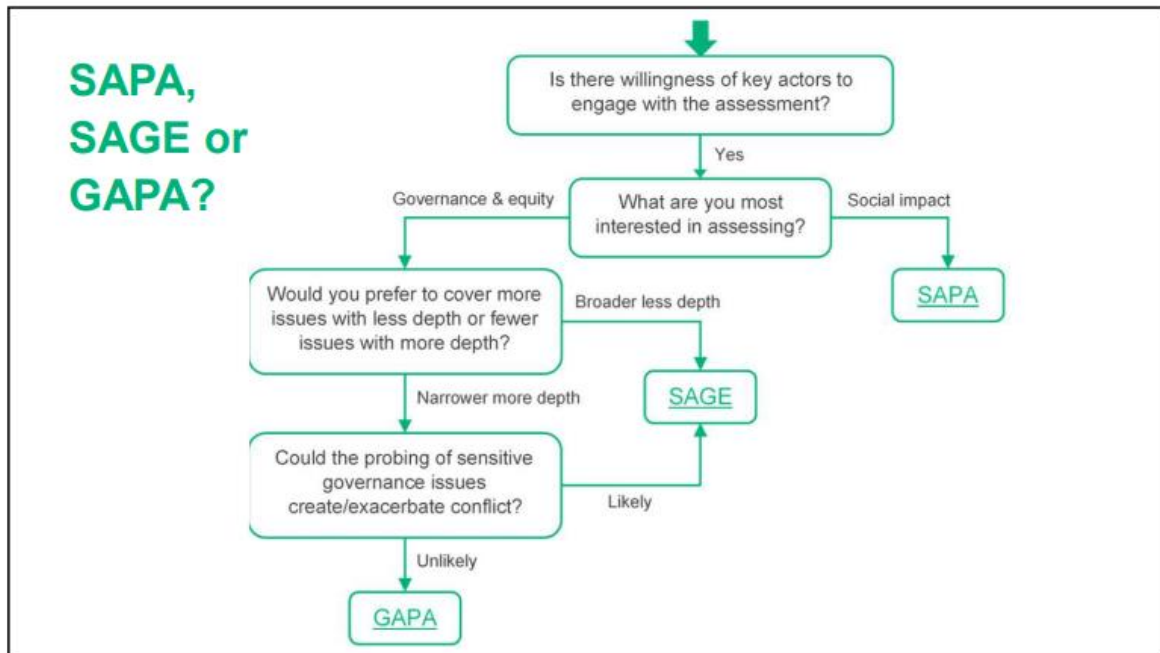 SAPA,
SAGE or
GAPA?
Is there willingness of key actors to
engage with the assessment?
Yes
What are you most
interested in assessing?
Governance & equity
Social impact
SAPA
Would you prefer to cover more
issues with less depth or fewer
issues with more depth?
Broader less depth
SAGE
Narrower more depth
Could the probing of sensitive
governance issues
create/exacerbate conflict?
Likely
Unlikely
GAPA